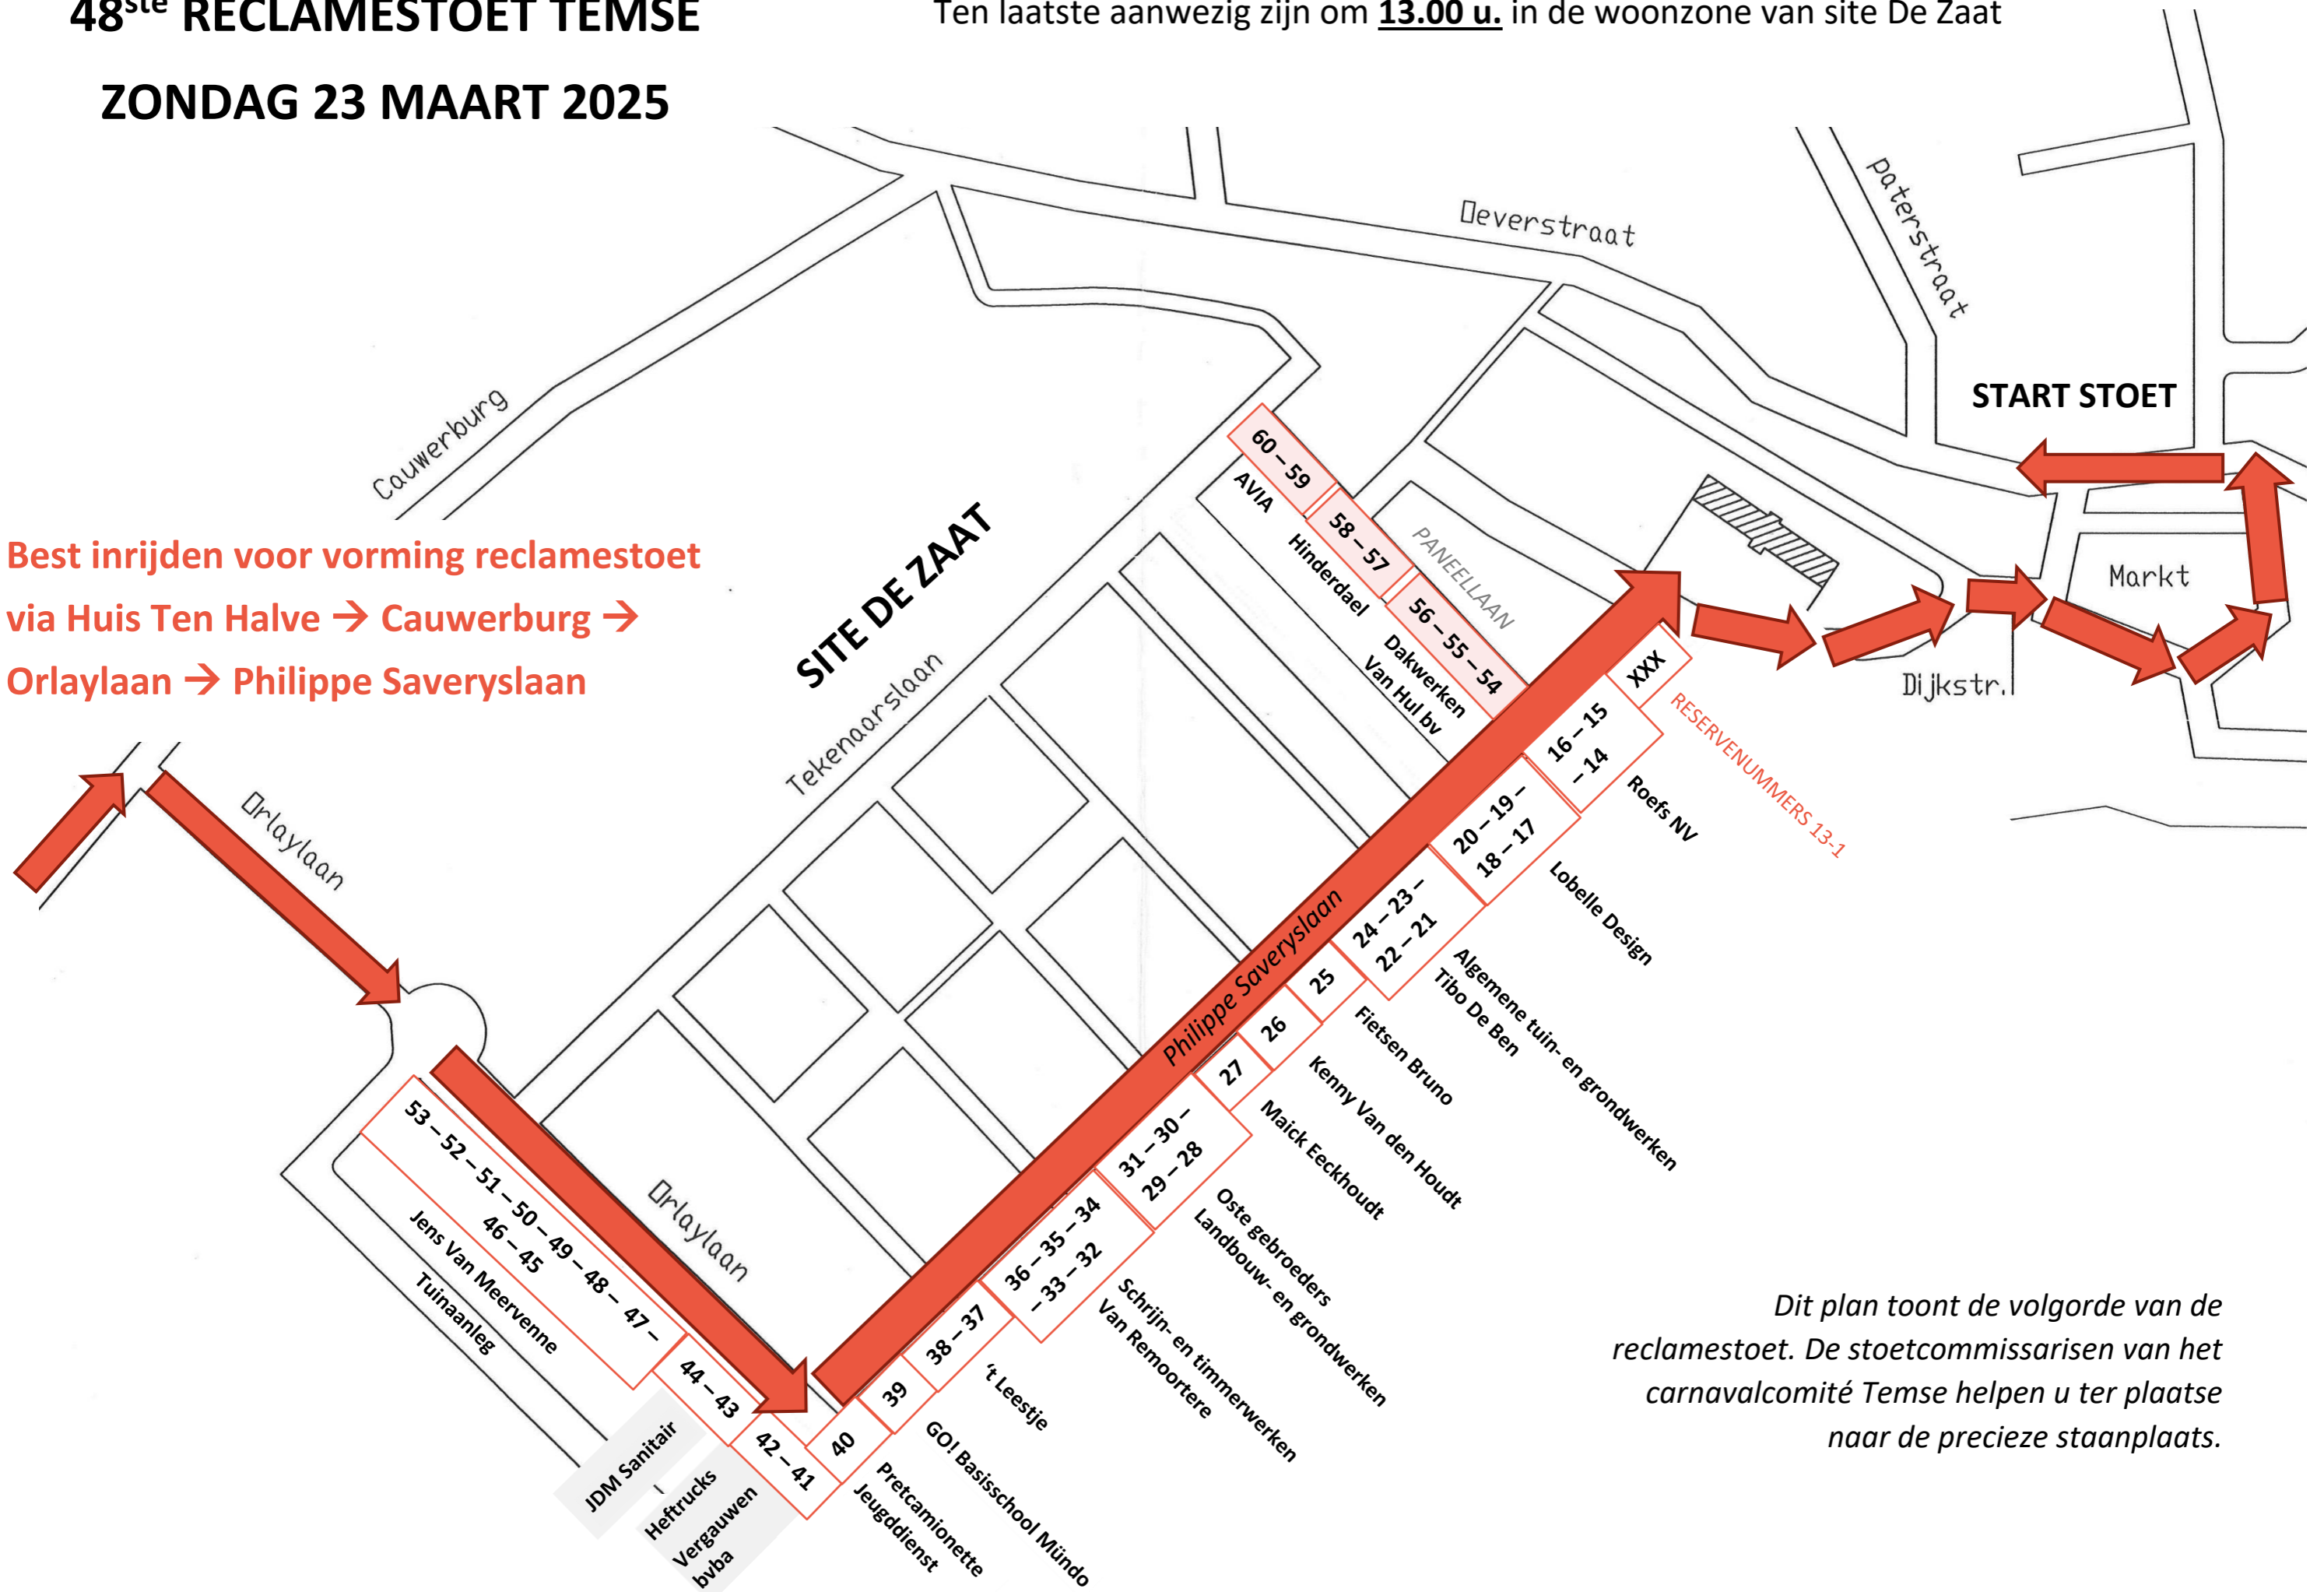 48ste RECLAMESTOET TEMSE
ZONDAG 23 MAART 2025
Ten laatste aanwezig zijn om 13.00 u. in de woonzone van site De Zaat
Oeverstraat
Paterstraat
START STOET
Cauwerburg
Markt
Dijkstr.
Best inrijden voor vorming reclamestoet
via Huis Ten Halve → Cauwerburg →
Orlaylaan → Philippe Saveryslaan
SITE DE ZAAT
Tekenaarslaan
PANEELLAAN
60 – 59
AVIA
58 – 57
Hinderdael
56 – 55 – 54
Dakwerken
Van Hul bv
XXX
RESERVENUMMERS 13-1
16 – 15
– 14
Roefs NV
20 – 19 –
18 – 17
Lobelle Design
24 – 23 –
22 – 21
Algemene tuin- en grondwerken
Tibo De Ben
25
Fietsen Bruno
26
Kenny Van den Houdt
27
Maick Eeckhoudt
31 – 30 –
29 – 28
Oste gebroeders
Landbouw- en grondwerken
36 – 35 – 34
– 33 – 32
Schrijn- en timmerwerken
Van Remoortere
38 – 37
't Leestje
39
GO! Basisschool Mündo
40
Pretcamionette
Jeugddienst
Philippe Saveryslaan
Orlaylaan
Orlaylaan
53 – 52 – 51 – 50 – 49 – 48 – 47 –
46 – 45
Jens Van Meervenne
Tuinaanleg
44 – 43
JDM Sanitair
42 – 41
Heftrucks
Vergauwen
bvba
Dit plan toont de volgorde van de
reclamestoet. De stoetcommissarisen van het
carnavalcomité Temse helpen u ter plaatse
naar de precieze staanplaats.